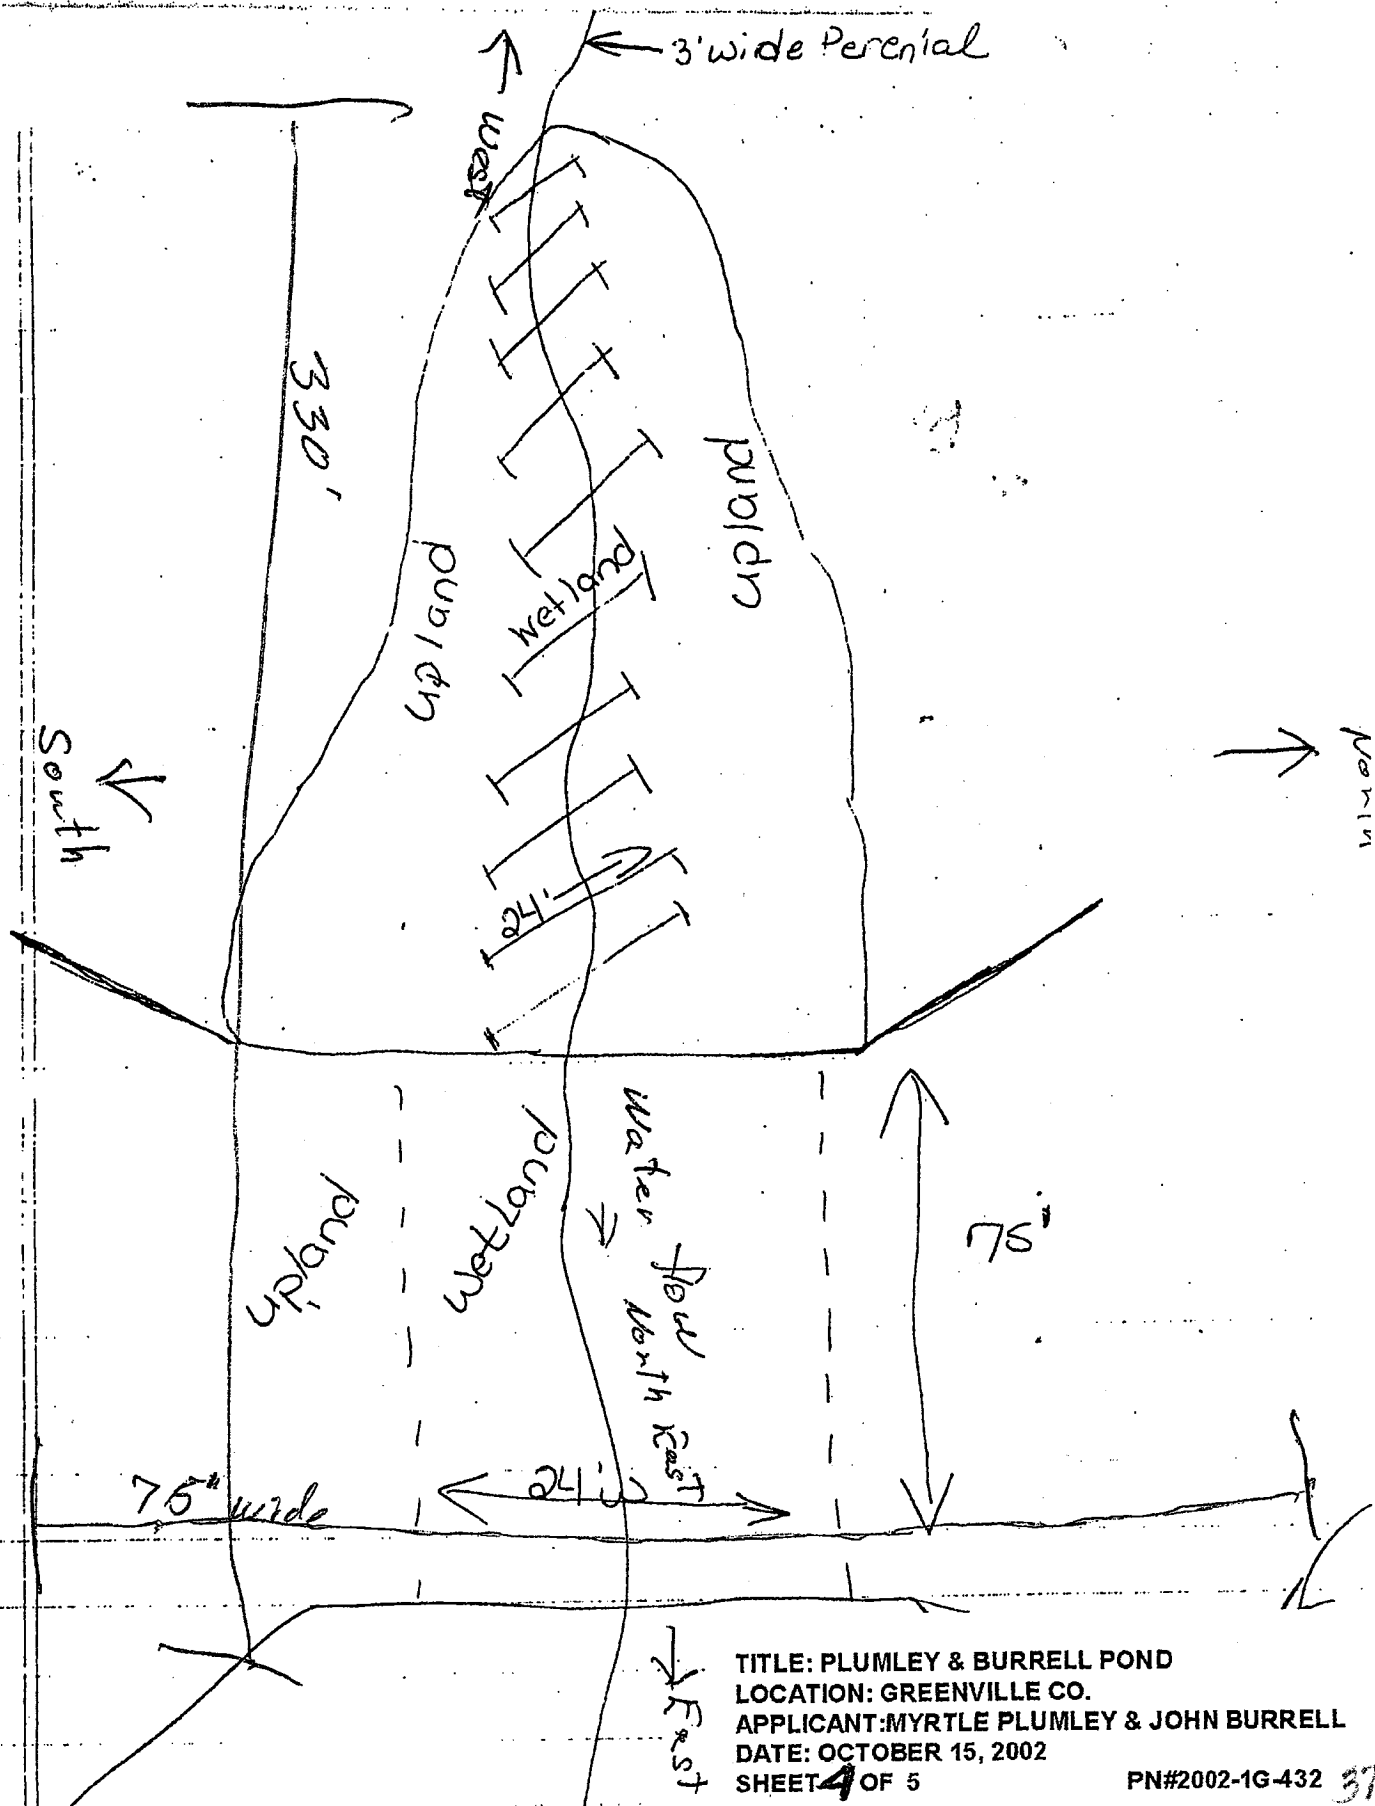 3' wide Perenial
West
330'
upland
upland
wetland
South
North
24'
upland
WetLand
Water flow
North East
75'
75" wide
24' w
East
TITLE: PLUMLEY & BURRELL POND
LOCATION: GREENVILLE CO.
APPLICANT:MYRTLE PLUMLEY & JOHN BURRELL
DATE: OCTOBER 15, 2002
SHEET 4 OF 5
PN#2002-1G-432
37